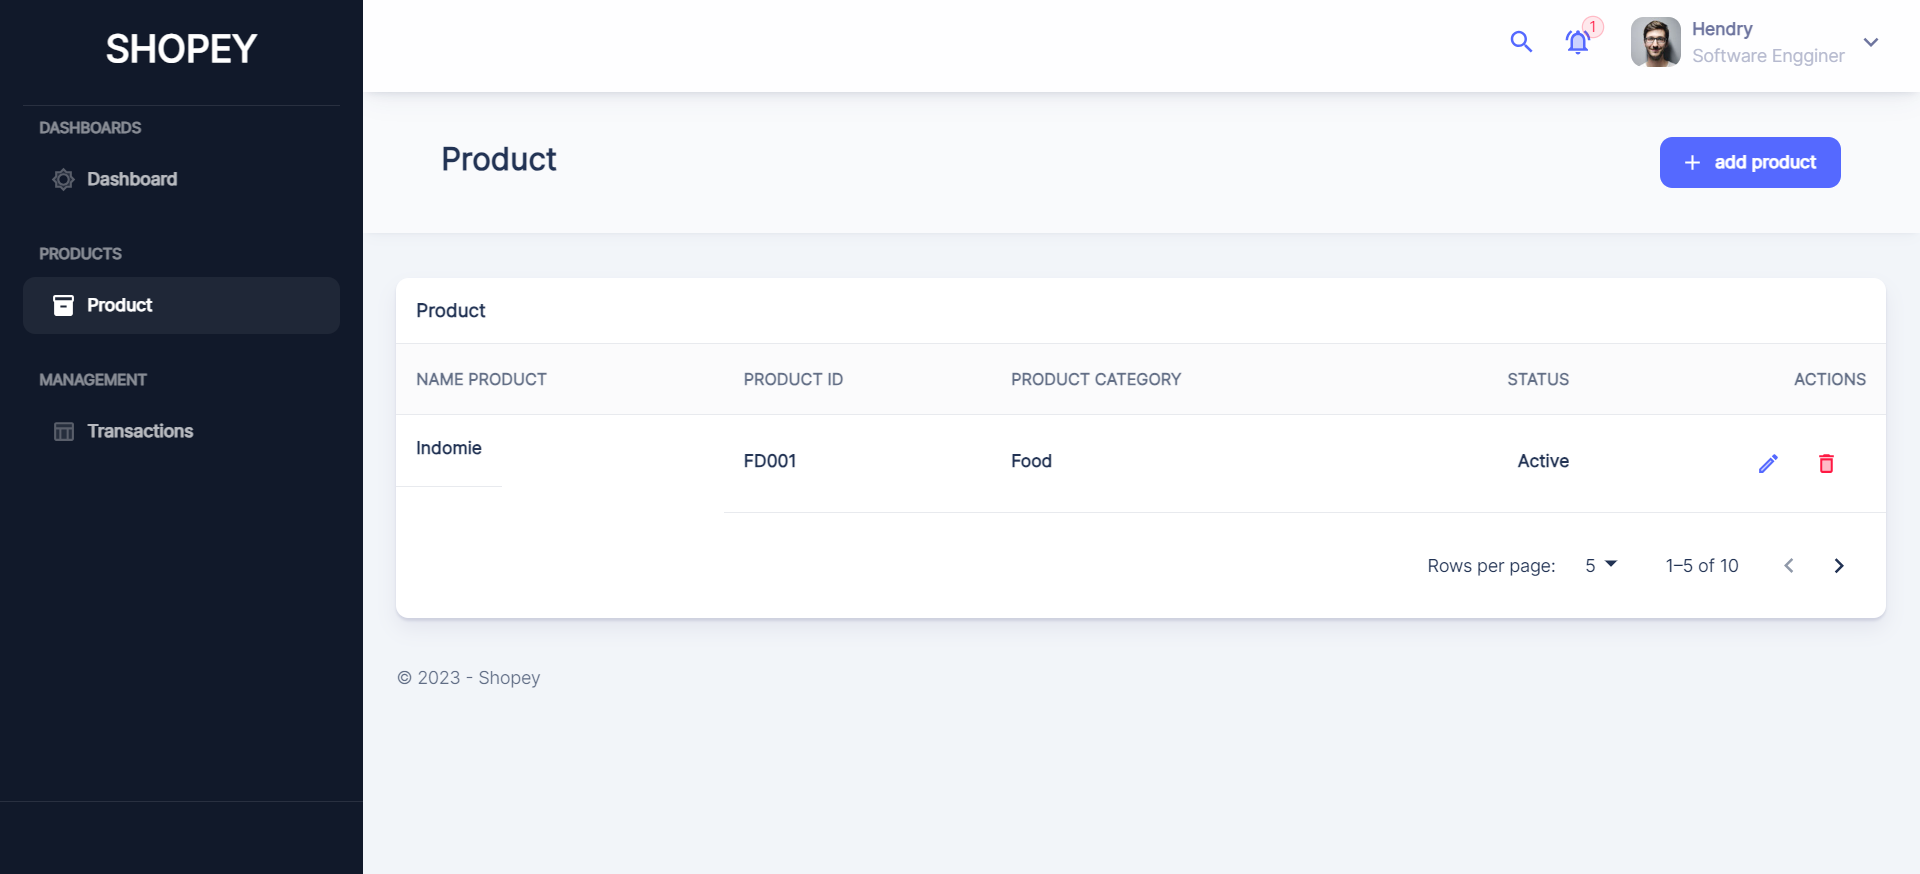 SHOPEY
DASHBOARDS
Dashboard
PRODUCTS
Product
MANAGEMENT
Transactions
1
Hendry
Software Engginer
Product
add product
Product
NAME PRODUCT PRODUCT ID PRODUCT CATEGORY STATUS ACTIONS
Indomie FD001 Food Active
Rows per page: 5 1–5 of 10
© 2023 - Shopey